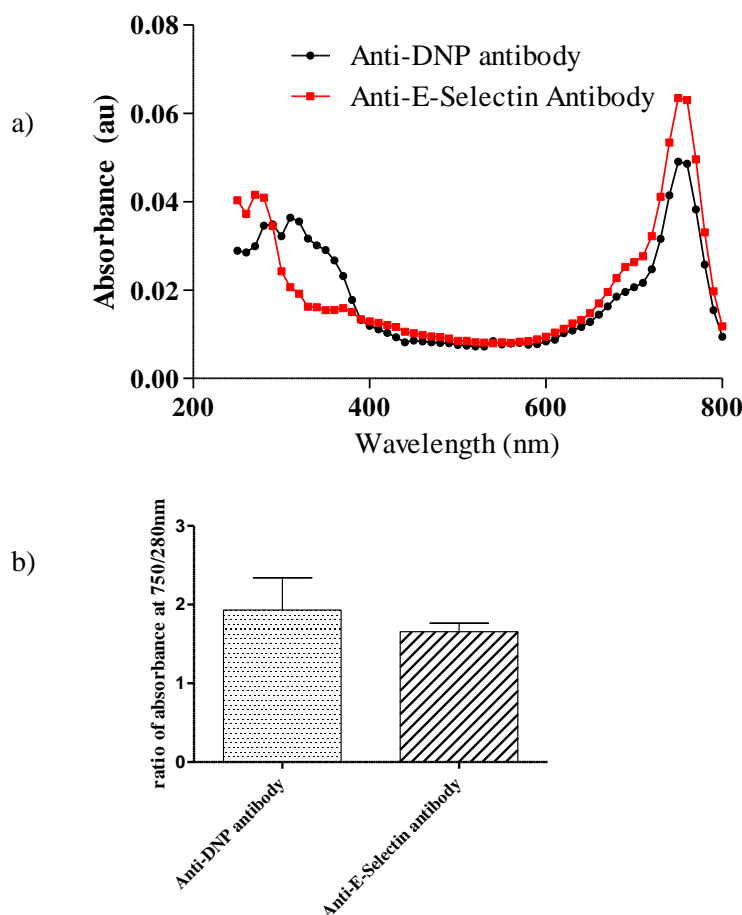 a)
0.08
0.06
0.04
0.02
0.00
Absorbance (au)
Anti-DNP antibody
Anti-E-Selectin Antibody
200
400
600
800
Wavelength (nm)
b)
3
2
1
0
ratio of absorbance at 750/280nm
Anti-DNP antibody
Anti-E-Selectin antibody